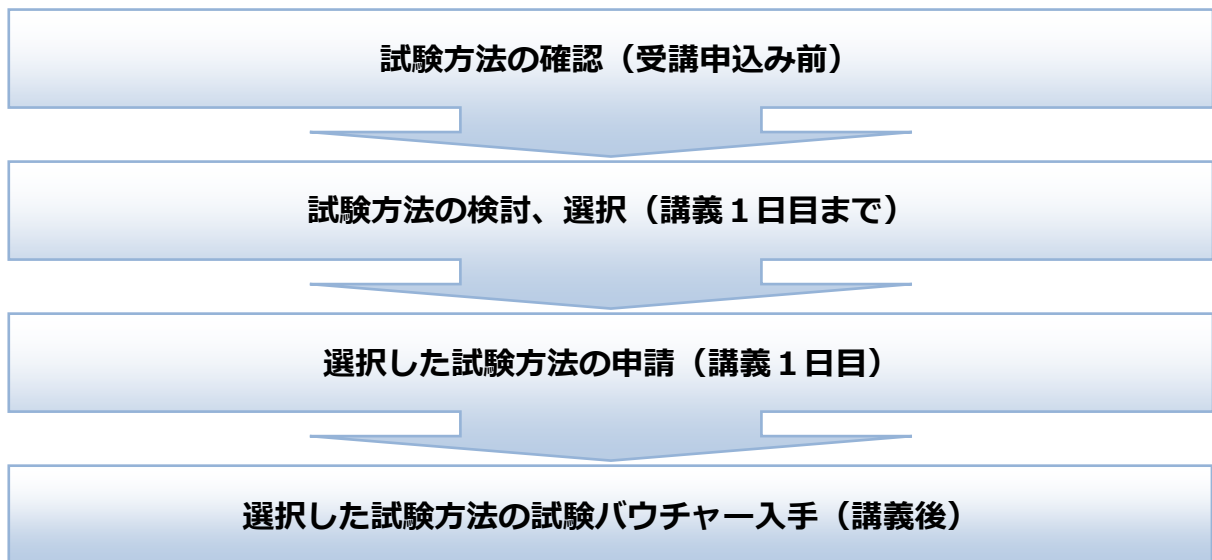 試験方法の確認（受講申込み前）
試験方法の検討、選択（講義１日目まで）
選択した試験方法の申請（講義１日目）
選択した試験方法の試験バウチャー入手（講義後）